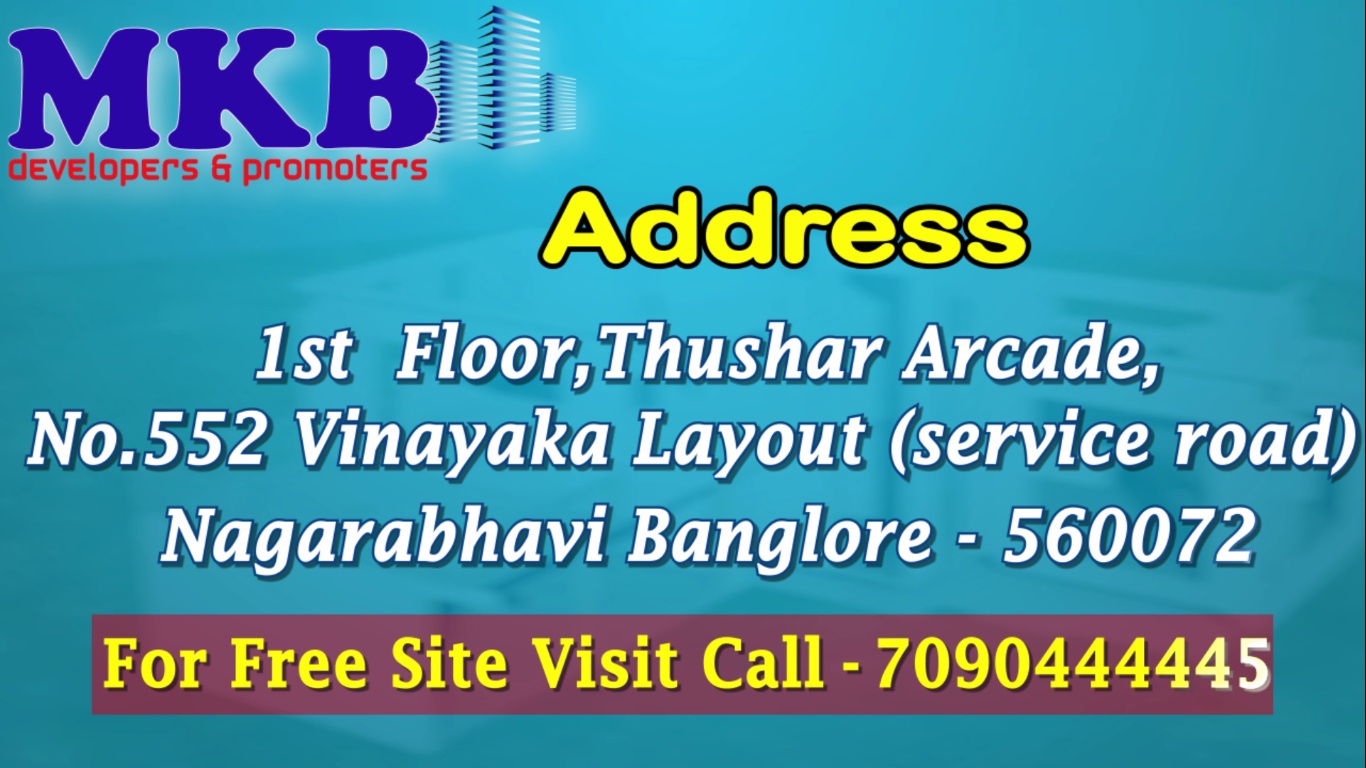 MKB
developers & promoters
Address
1st Floor,Thushar Arcade,
No.552 Vinayaka Layout (service road)
Nagarabhavi Banglore - 560072
For Free Site Visit Call - 7090444445